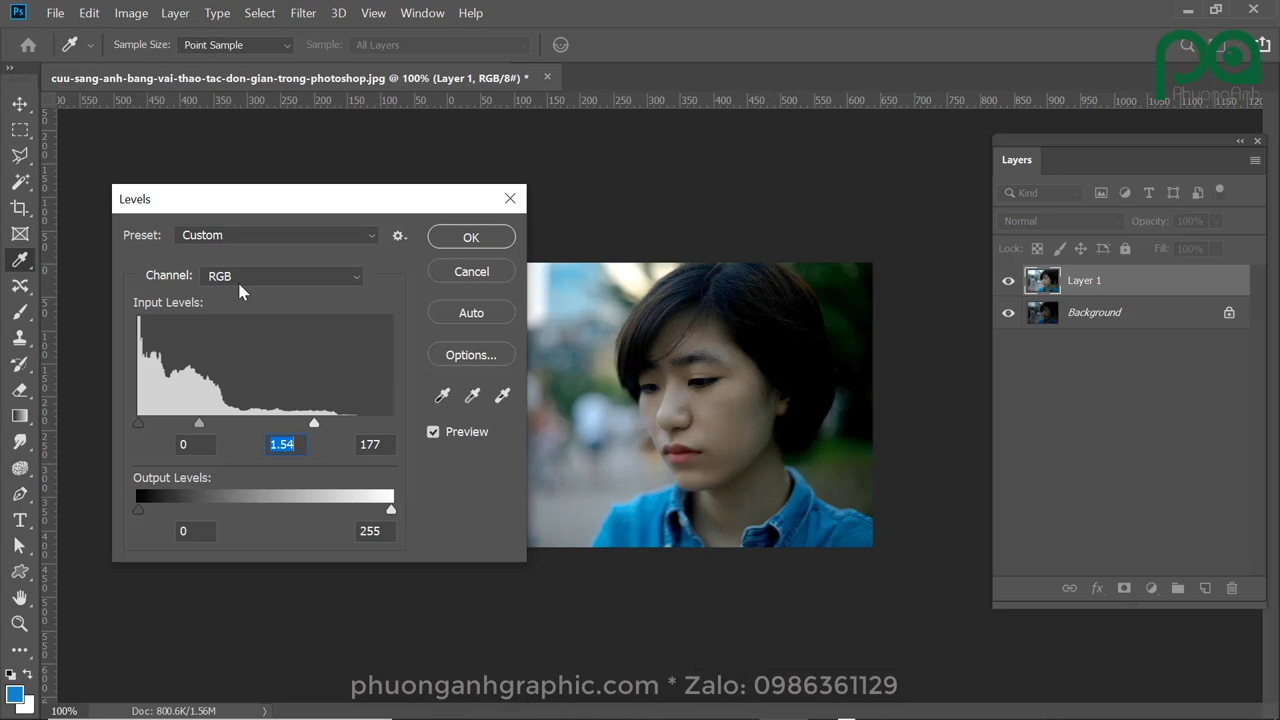 Ps File Edit Image Layer Type Select Filter 3D View Window Help
Sample Size: Point Sample Sample: All Layers
cuu-sang-anh-bang-vai-thao-tac-don-gian-trong-photoshop.jpg @ 100% (Layer 1, RGB/8#) *
pa
PhuongAnh
550 500 450 400 350 300 250 200 150 100 50 0 50 100 150 200 250 300 350 400 450 500 550 600 650 700 750 800 850 900 950 1000 1050 1100 1150
Layers
Kind
Normal Opacity: 100%
Lock: Fill: 100%
Layer 1
Background
Levels
Preset: Custom
OK
Channel: RGB
Cancel
Input Levels:
Auto
Options...
Preview
0 1.54 177
Output Levels:
0 255
phuonganhgraphic.com * Zalo: 0986361129
100% Doc: 800.6K/1.56M